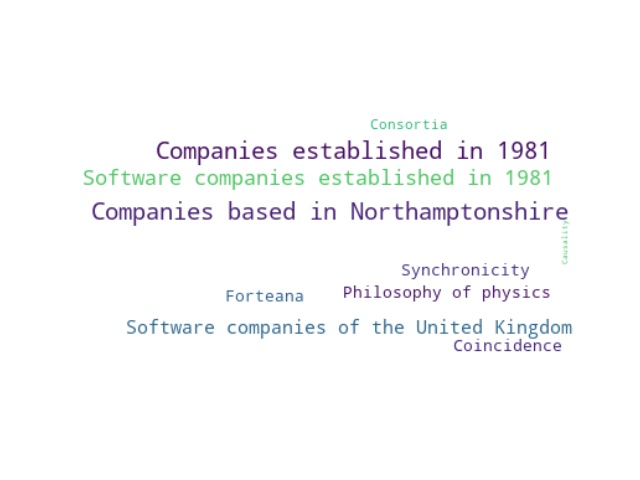 Consortia
Companies established in 1981
Software companies established in 1981
Companies based in Northamptonshire
Causality
Synchronicity
Philosophy of physics
Forteana
Software companies of the United Kingdom
Coincidence